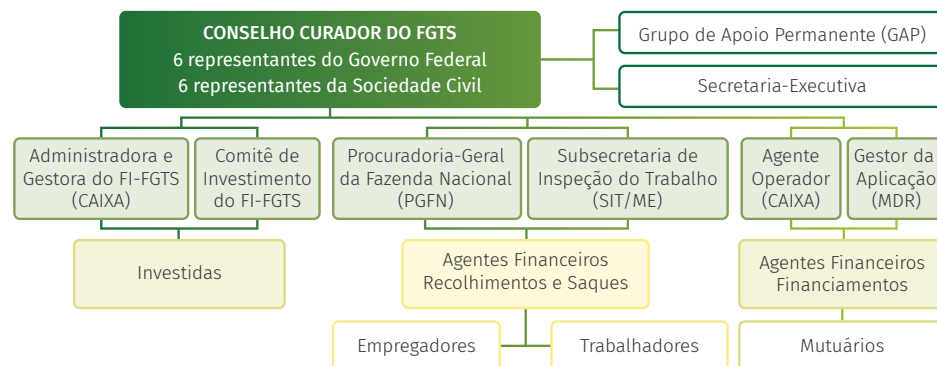 CONSELHO CURADOR DO FGTS
6 representantes do Governo Federal
6 representantes da Sociedade Civil
Grupo de Apoio Permanente (GAP)
Secretaria-Executiva
Administradora e
Gestora do FI-FGTS
(CAIXA)
Comitê de
Investimento
do FI-FGTS
Procuradoria-Geral
da Fazenda Nacional
(PGFN)
Subsecretaria de
Inspeção do Trabalho
(SIT/ME)
Agente
Operador
(CAIXA)
Gestor da
Aplicação
(MDR)
Investidas
Agentes Financeiros
Recolhimentos e Saques
Agentes Financeiros
Financiamentos
Empregadores
Trabalhadores
Mutuários